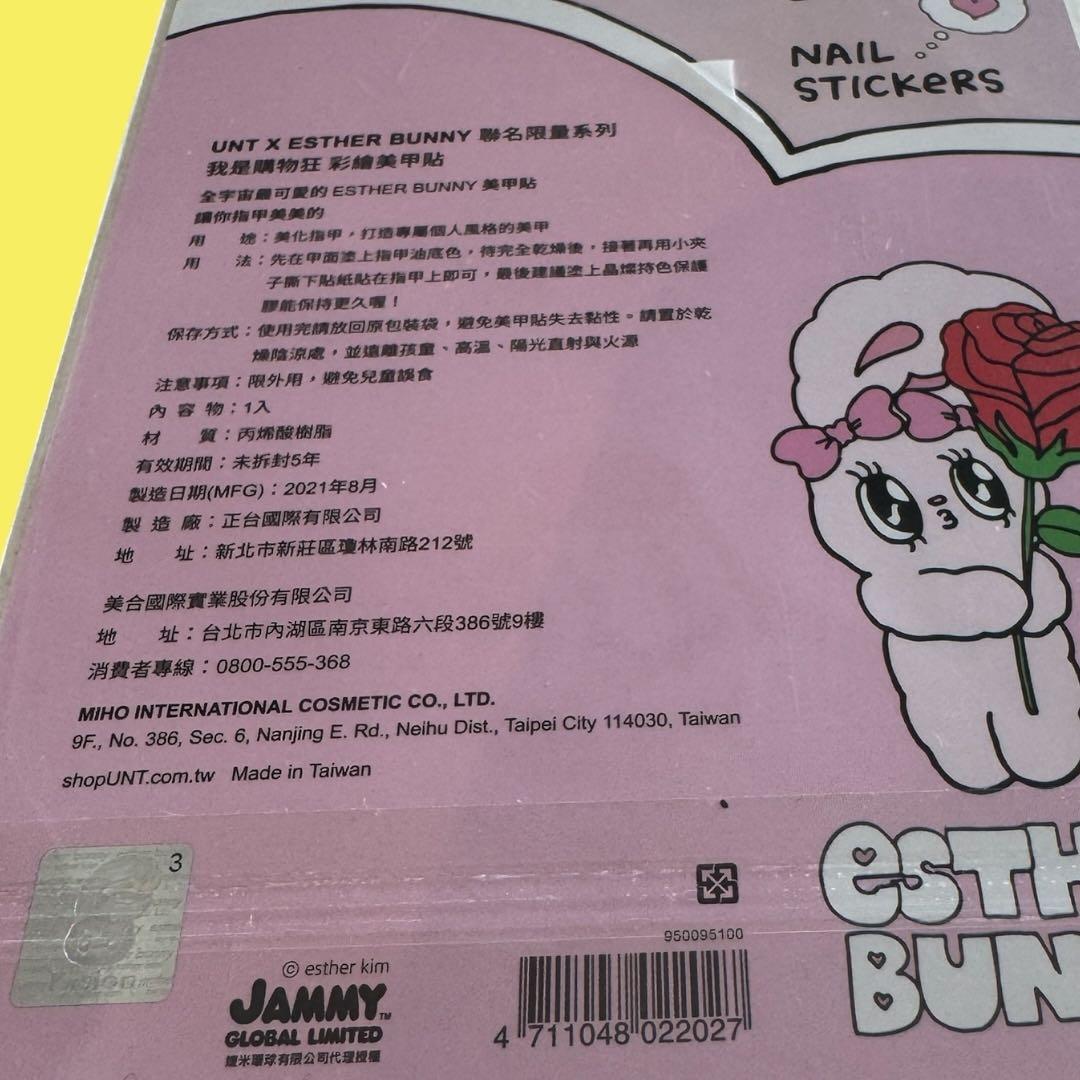 NAIL
STICKERS
UNT X ESTHER BUNNY 聯名限量系列
我是購物狂 彩繪美甲貼
全宇宙最可愛的 ESTHER BUNNY 美甲貼
讓你指甲美美的
用 途：美化指甲，打造專屬個人風格的美甲
用 法：先在甲面塗上指甲油底色，待完全乾燥後，接著再用小夾
子撕下貼紙貼在指甲上即可，最後建議塗上晶燦持色保護
膠能保持更久喔！
保存方式：使用完請放回原包裝袋，避免美甲貼失去黏性。請置於乾
燥陰涼處，並遠離孩童、高溫、陽光直射與火源
注意事項：限外用，避免兒童誤食
內 容 物：1入
材 質：丙烯酸樹脂
有效期間：未拆封5年
製造日期(MFG)：2021年8月
製 造 廠：正台國際有限公司
地 址：新北市新莊區瓊林南路212號
美合國際實業股份有限公司
地 址：台北市內湖區南京東路六段386號9樓
消費者專線：0800-555-368
MIHO INTERNATIONAL COSMETIC CO., LTD.
9F., No. 386, Sec. 6, Nanjing E. Rd., Neihu Dist., Taipei City 114030, Taiwan
shopUNT.com.tw Made in Taiwan
3
© esther kim
JAMMY™
GLOBAL LIMITED
950095100
4 711048 022027
ESTH
BUN